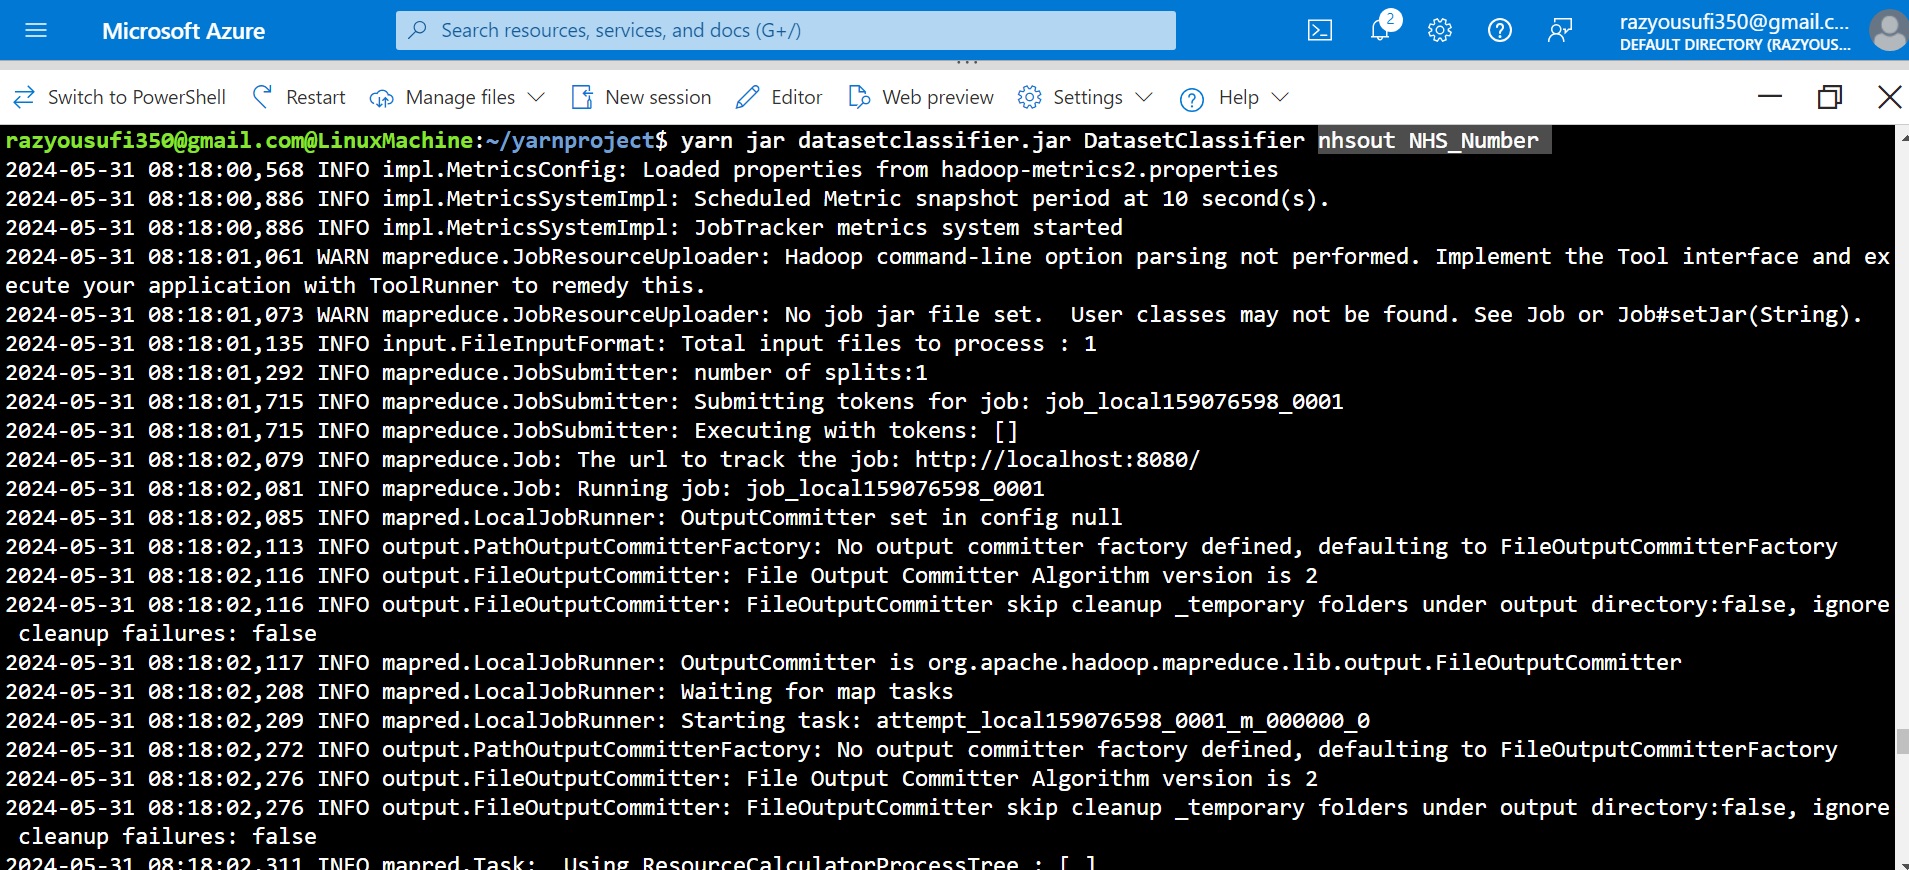 Microsoft Azure
Search resources, services, and docs (G+/)
2
razyousufi350@gmail.c...
DEFAULT DIRECTORY (RAZYOUS...
Switch to PowerShell Restart Manage files New session Editor Web preview Settings Help
razyousufi350@gmail.com@LinuxMachine:~/yarnproject$ yarn jar datasetclassifier.jar DatasetClassifier nhsout NHS_Number
2024-05-31 08:18:00,568 INFO impl.MetricsConfig: Loaded properties from hadoop-metrics2.properties
2024-05-31 08:18:00,886 INFO impl.MetricsSystemImpl: Scheduled Metric snapshot period at 10 second(s).
2024-05-31 08:18:00,886 INFO impl.MetricsSystemImpl: JobTracker metrics system started
2024-05-31 08:18:01,061 WARN mapreduce.JobResourceUploader: Hadoop command-line option parsing not performed. Implement the Tool interface and ex
ecute your application with ToolRunner to remedy this.
2024-05-31 08:18:01,073 WARN mapreduce.JobResourceUploader: No job jar file set.  User classes may not be found. See Job or Job#setJar(String).
2024-05-31 08:18:01,135 INFO input.FileInputFormat: Total input files to process : 1
2024-05-31 08:18:01,292 INFO mapreduce.JobSubmitter: number of splits:1
2024-05-31 08:18:01,715 INFO mapreduce.JobSubmitter: Submitting tokens for job: job_local159076598_0001
2024-05-31 08:18:01,715 INFO mapreduce.JobSubmitter: Executing with tokens: []
2024-05-31 08:18:02,079 INFO mapreduce.Job: The url to track the job: http://localhost:8080/
2024-05-31 08:18:02,081 INFO mapreduce.Job: Running job: job_local159076598_0001
2024-05-31 08:18:02,085 INFO mapred.LocalJobRunner: OutputCommitter set in config null
2024-05-31 08:18:02,113 INFO output.PathOutputCommitterFactory: No output committer factory defined, defaulting to FileOutputCommitterFactory
2024-05-31 08:18:02,116 INFO output.FileOutputCommitter: File Output Committer Algorithm version is 2
2024-05-31 08:18:02,116 INFO output.FileOutputCommitter: FileOutputCommitter skip cleanup _temporary folders under output directory:false, ignore
 cleanup failures: false
2024-05-31 08:18:02,117 INFO mapred.LocalJobRunner: OutputCommitter is org.apache.hadoop.mapreduce.lib.output.FileOutputCommitter
2024-05-31 08:18:02,208 INFO mapred.LocalJobRunner: Waiting for map tasks
2024-05-31 08:18:02,209 INFO mapred.LocalJobRunner: Starting task: attempt_local159076598_0001_m_000000_0
2024-05-31 08:18:02,272 INFO output.PathOutputCommitterFactory: No output committer factory defined, defaulting to FileOutputCommitterFactory
2024-05-31 08:18:02,276 INFO output.FileOutputCommitter: File Output Committer Algorithm version is 2
2024-05-31 08:18:02,276 INFO output.FileOutputCommitter: FileOutputCommitter skip cleanup _temporary folders under output directory:false, ignore
 cleanup failures: false
2024-05-31 08:18:02,311 INFO mapred.Task:  Using ResourceCalculatorProcessTree : [ ]